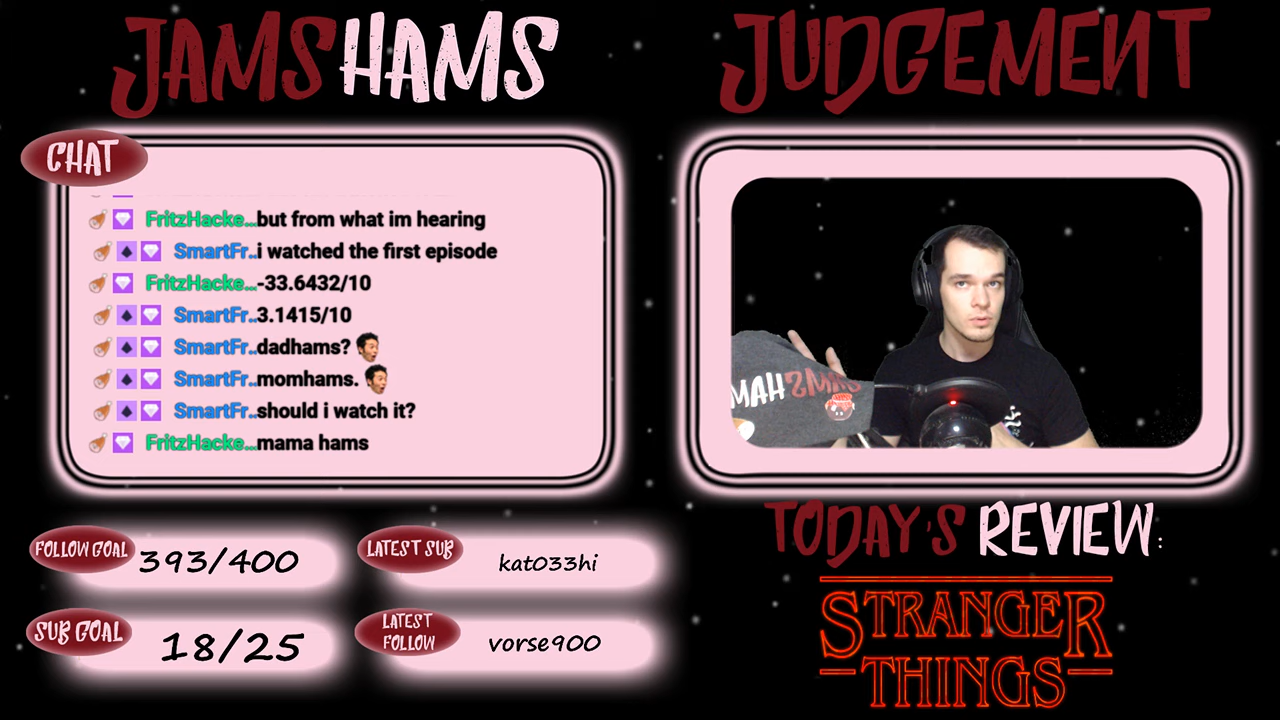 JAMSHAMS
JUDGEMENT
CHAT
FritzHacke...but from what im hearing
SmartFr..i watched the first episode
FritzHacke...-33.6432/10
SmartFr..3.1415/10
SmartFr..dadhams?
SmartFr..momhams.
SmartFr..should i watch it?
FritzHacke...mama hams
FOLLOW GOAL
393/400
LATEST SUB
kat033hi
SUB GOAL
18/25
LATEST
FOLLOW
vorse900
TODAY'S REVIEW:
STRANGER
THINGS